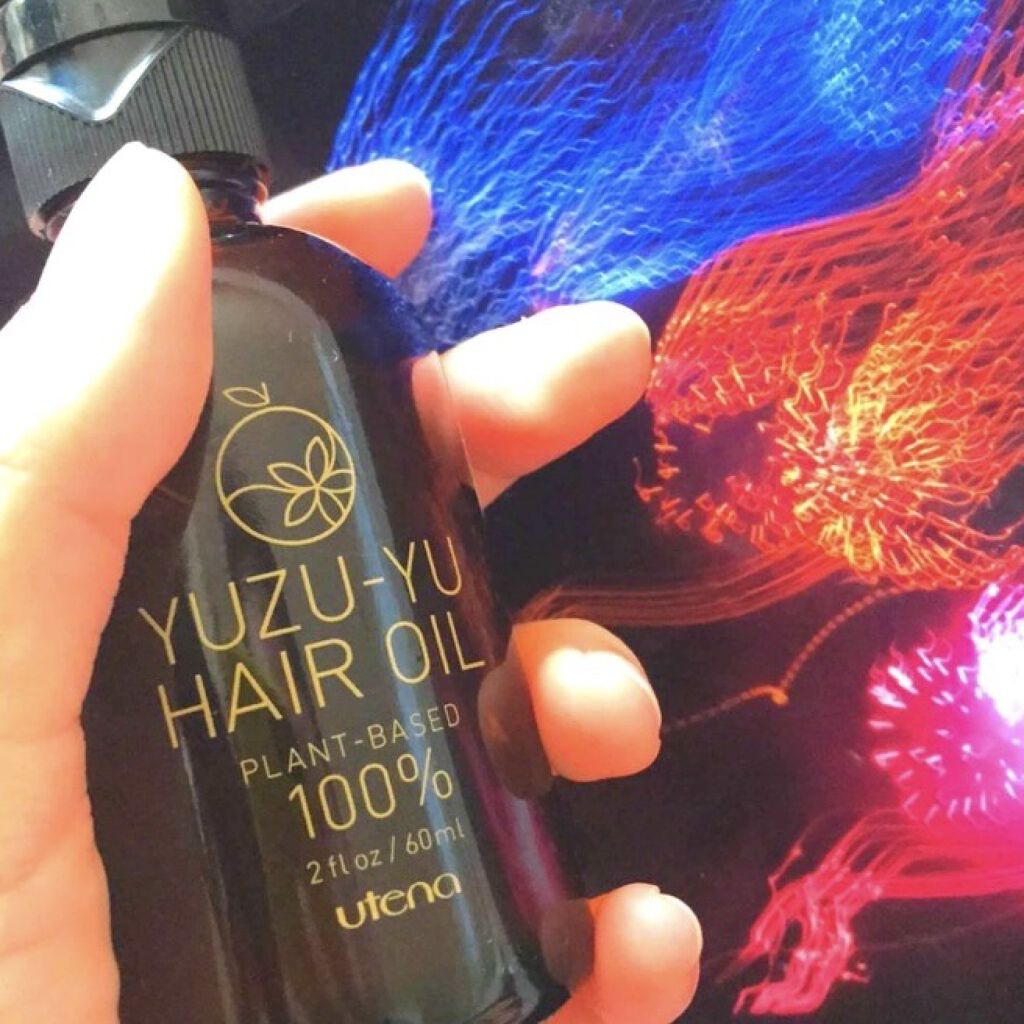 YUZU-YU
HAIR OIL
PLANT-BASED
100%
2 fl oz / 60ml
utena